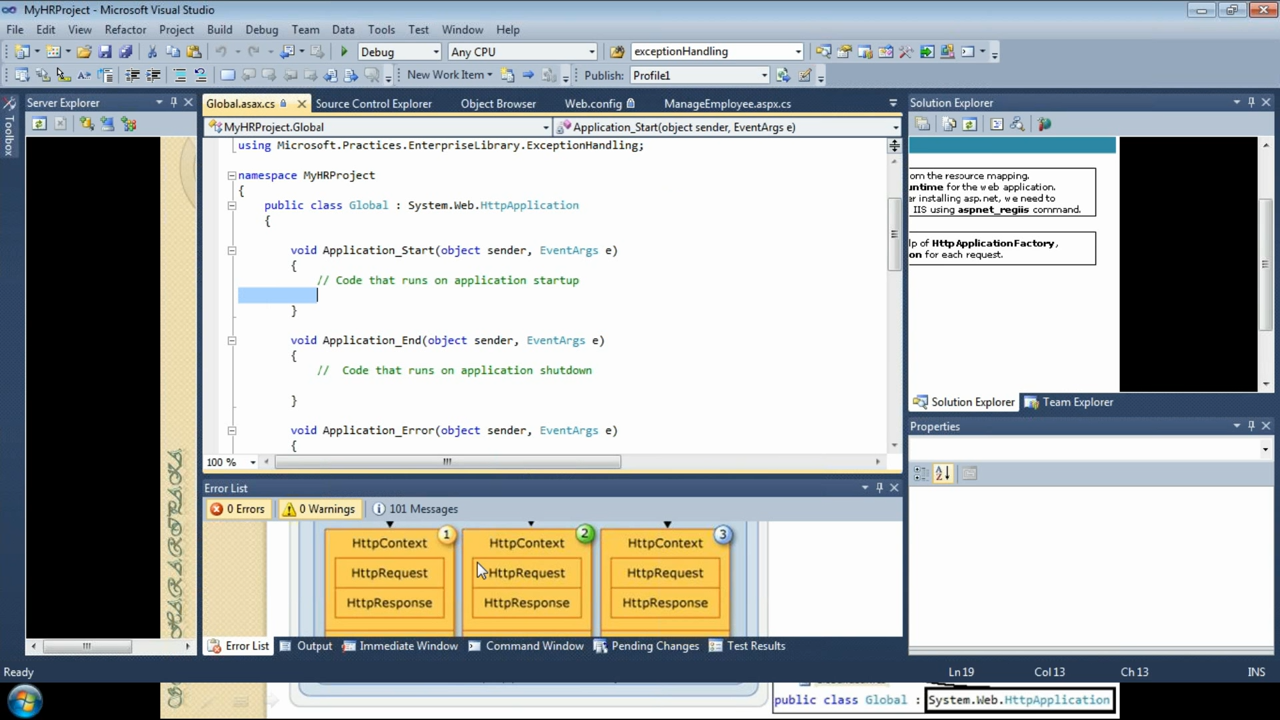 MyHRProject - Microsoft Visual Studio
File Edit View Refactor Project Build Debug Team Data Tools Test Window Help
Debug Any CPU exceptionHandling
New Work Item Publish: Profile1
Toolbox
Server Explorer
Global.asax.cs Source Control Explorer Object Browser Web.config ManageEmployee.aspx.cs
MyHRProject.Global Application_Start(object sender, EventArgs e)
using Microsoft.Practices.EnterpriseLibrary.ExceptionHandling;
namespace MyHRProject
{
public class Global : System.Web.HttpApplication
{
void Application_Start(object sender, EventArgs e)
{
// Code that runs on application startup
}
void Application_End(object sender, EventArgs e)
{
// Code that runs on application shutdown
}
void Application_Error(object sender, EventArgs e)
{
100 %
Solution Explorer
om the resource mapping.
untime for the web application.
er installing asp.net, we need to
IIS using aspnet_regiis command.
lp of HttpApplicationFactory,
on for each request.
Solution Explorer Team Explorer
Properties
Error List
0 Errors 0 Warnings 101 Messages
1 2 3
HttpContext HttpContext HttpContext
HttpRequest HttpRequest HttpRequest
HttpResponse HttpResponse HttpResponse
Error List Output Immediate Window Command Window Pending Changes Test Results
Ready Ln 19 Col 13 Ch 13 INS
public class Global : System.Web.HttpApplication